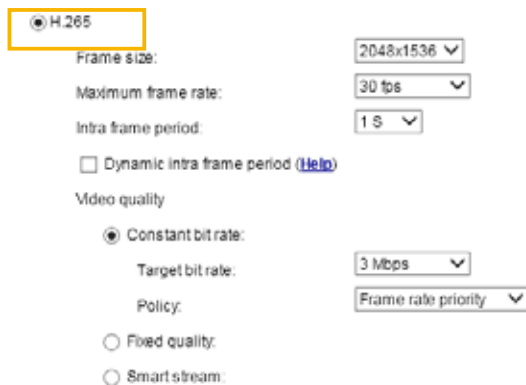 H.265
Frame size: 2048x1536
Maximum frame rate: 30 fps
Intra frame period: 1 S
Dynamic intra frame period (Help)
Video quality
Constant bit rate:
Target bit rate: 3 Mbps
Policy: Frame rate priority
Fixed quality:
Smart stream: